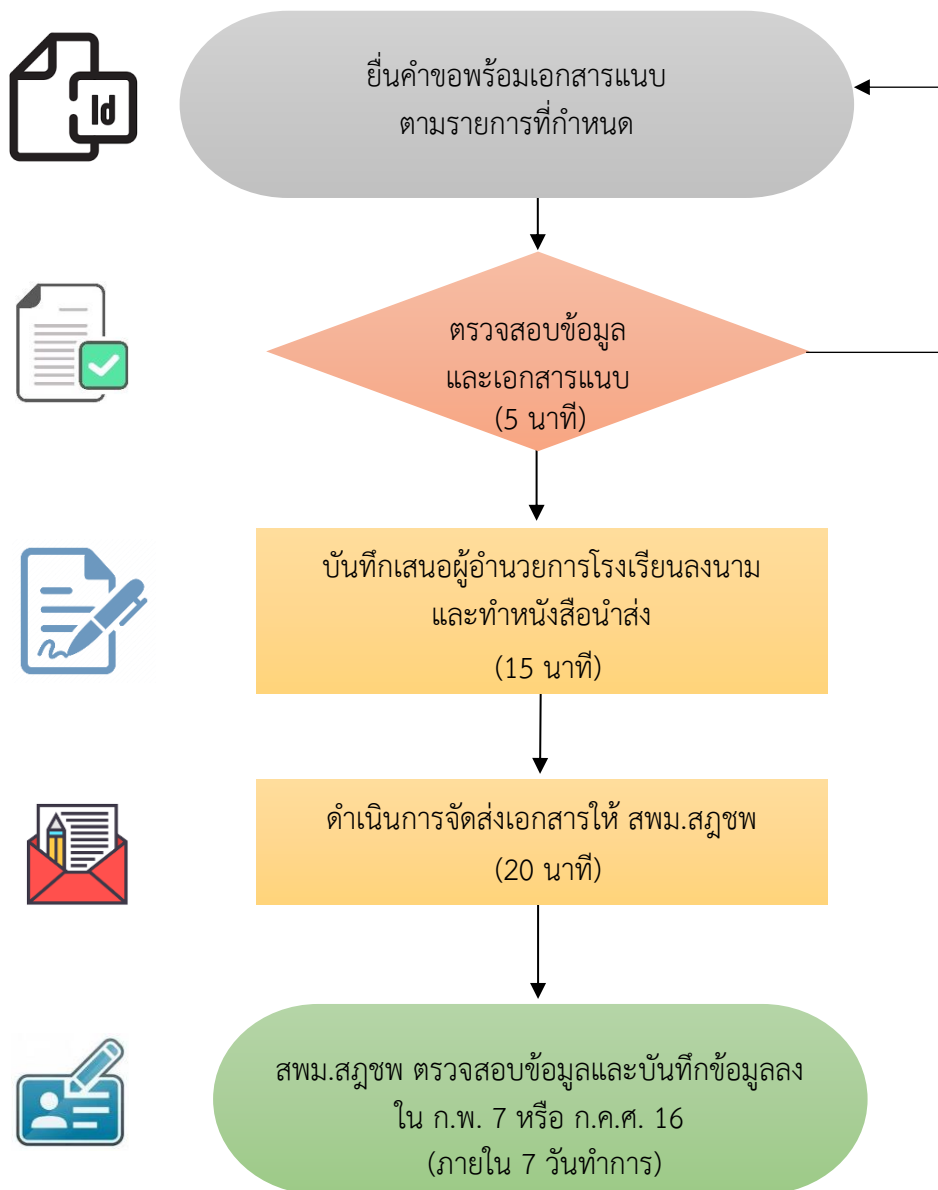 Id
ยื่นคำขอพร้อมเอกสารแนบ
ตามรายการที่กำหนด
ตรวจสอบข้อมูล
และเอกสารแนบ
(5 นาที)
บันทึกเสนอผู้อำนวยการโรงเรียนลงนาม
และทำหนังสือนำส่ง
(15 นาที)
ดำเนินการจัดส่งเอกสารให้ สพม.สฎชพ
(20 นาที)
สพม.สฎชพ ตรวจสอบข้อมูลและบันทึกข้อมูลลง
ใน ก.พ. 7 หรือ ก.ค.ศ. 16
(ภายใน 7 วันทำการ)